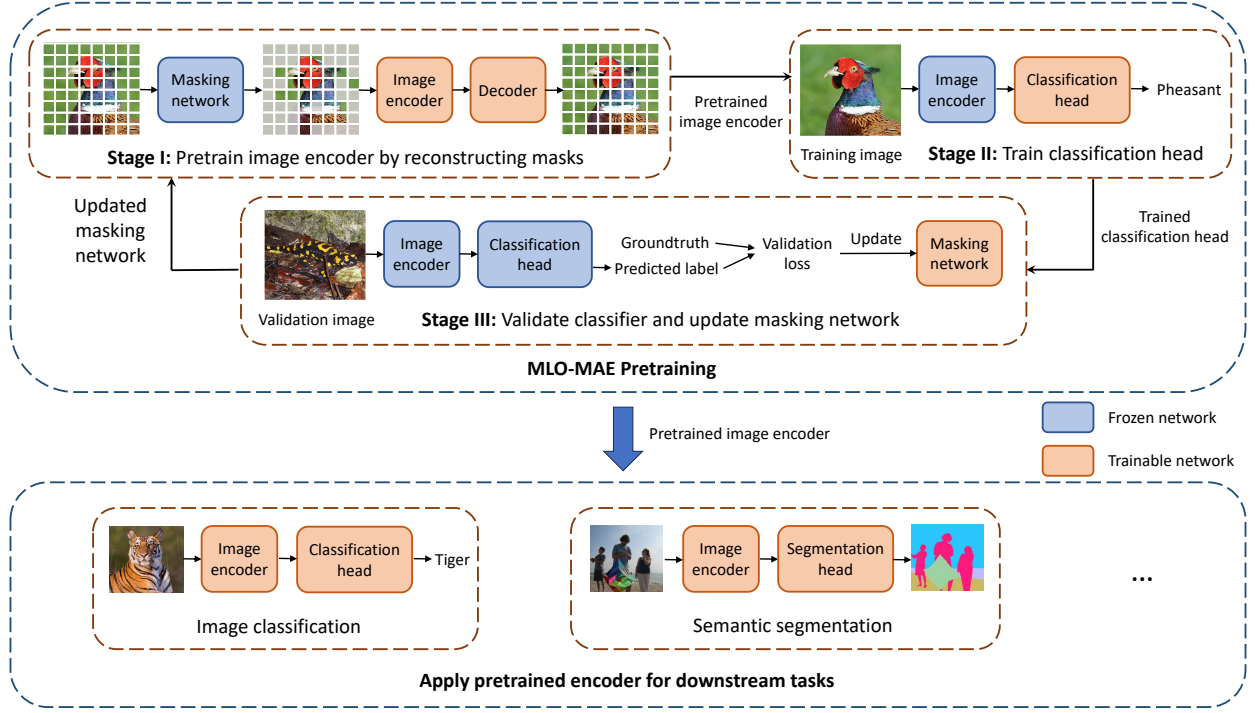 Masking
network
Image
encoder
Decoder
Stage I: Pretrain image encoder by reconstructing masks
Pretrained
image encoder
Image
encoder
Classification
head
Pheasant
Training image
Stage II: Train classification head
Updated
masking
network
Trained
classification head
Image
encoder
Classification
head
Groundtruth
Predicted label
Validation
loss
Update
Masking
network
Validation image
Stage III: Validate classifier and update masking network
MLO-MAE Pretraining
Pretrained image encoder
Frozen network
Trainable network
Image
encoder
Classification
head
Tiger
Image classification
Image
encoder
Segmentation
head
Semantic segmentation
...
Apply pretrained encoder for downstream tasks